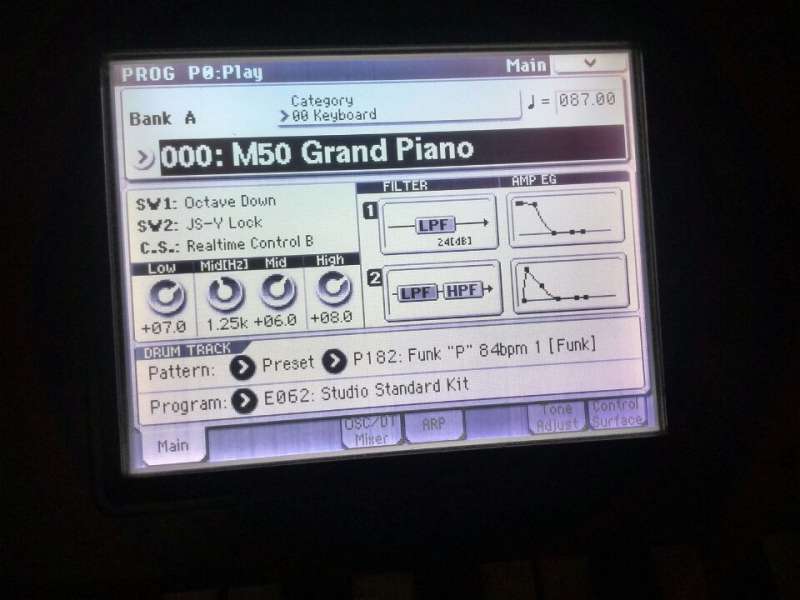 PROG P0:Play Main
Category
Bank A 00 Keyboard ♩= 087.00
000: M50 Grand Piano
FILTER AMP EG
SW1: Octave Down
SW2: JS-Y Lock
C.S.: Realtime Control B
1 LPF
24[dB]
Low Mid[Hz] Mid High
+07.0 1.25k +06.0 +08.0
2 LPF HPF
DRUM TRACK
Pattern: Preset P182: Funk "P" 84bpm 1 [Funk]
Program: E062: Studio Standard Kit
Main
OSC/DT
Mixer
ARP
Tone
Adjust
Control
Surface